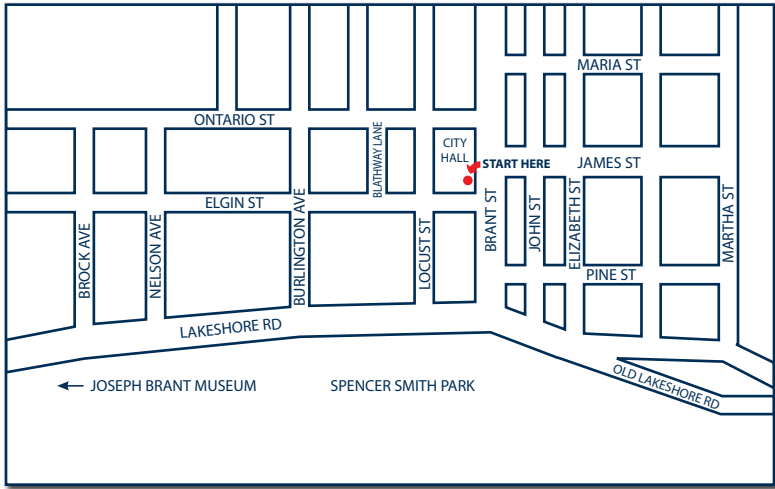 MARIA ST
ONTARIO ST
BLATHWAY LANE
CITY
HALL
START HERE
JAMES ST
ELGIN ST
BROCK AVE
NELSON AVE
BURLINGTON AVE
LOCUST ST
BRANT ST
JOHN ST
ELIZABETH ST
MARTHA ST
PINE ST
LAKESHORE RD
JOSEPH BRANT MUSEUM
SPENCER SMITH PARK
OLD LAKESHORE RD